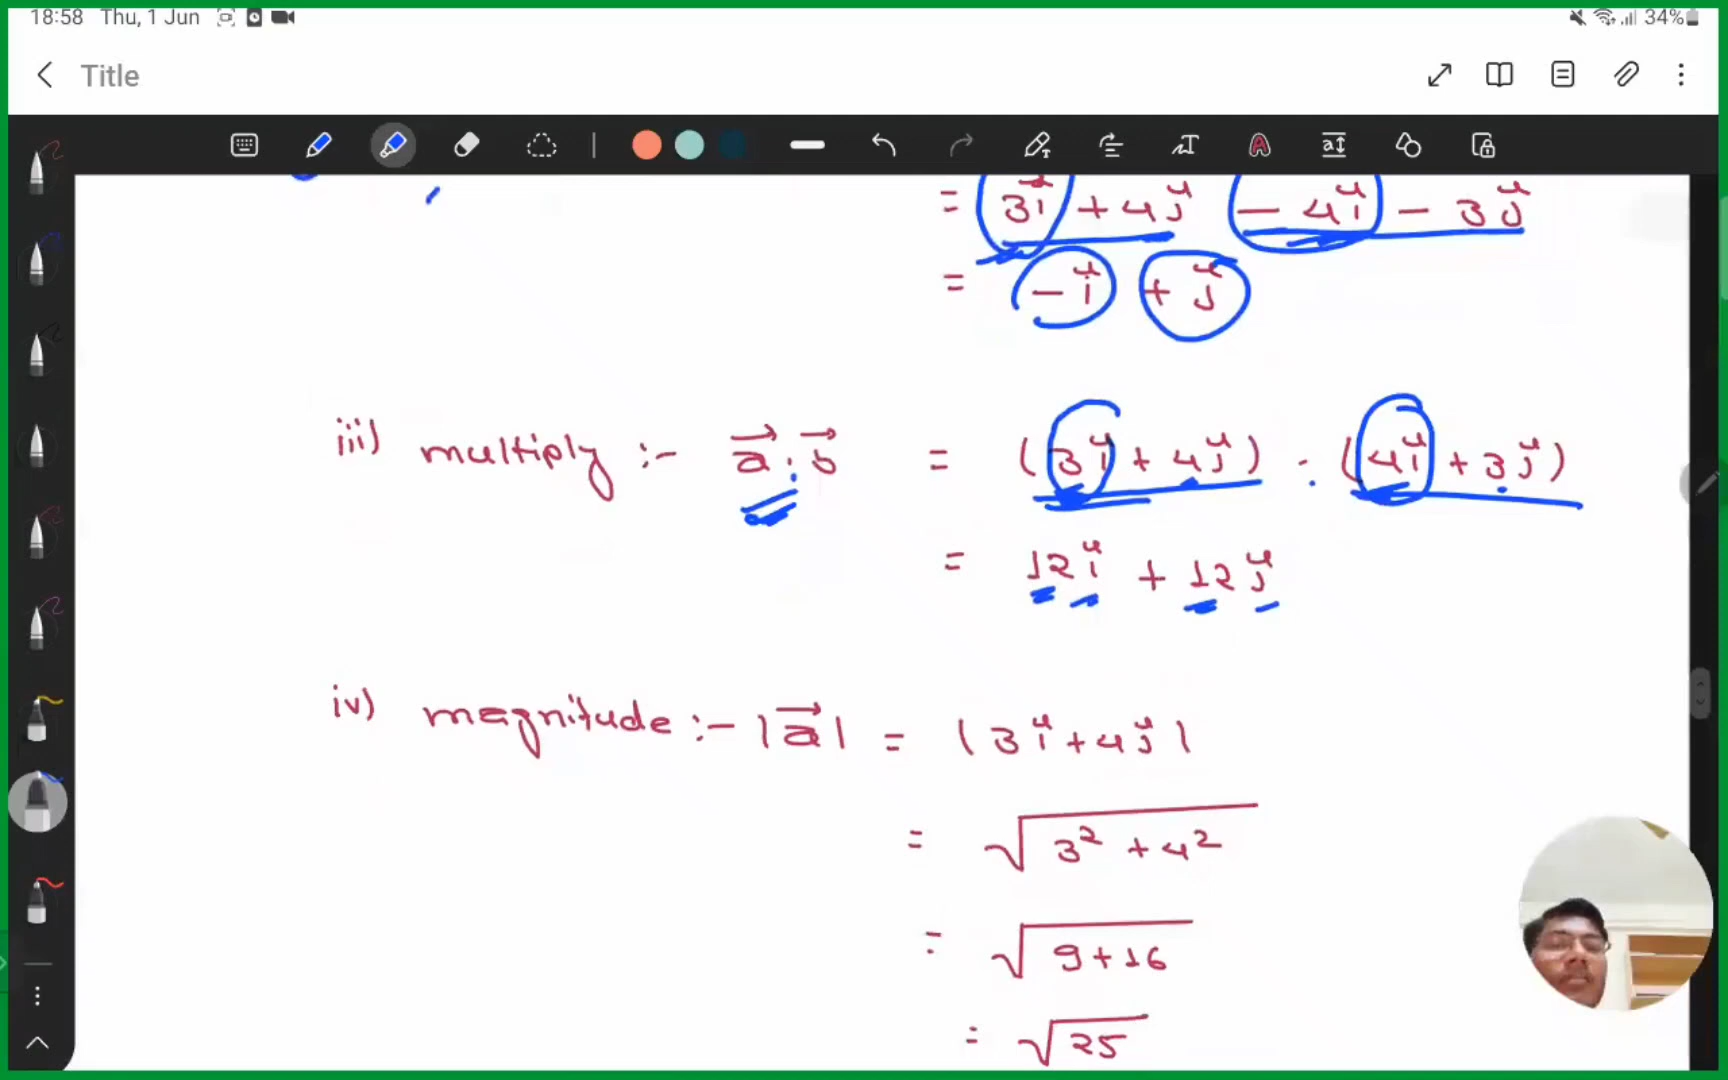 18:58 Thu, 1 Jun 34%
Title
= 3î + 4ĵ - 4î - 3ĵ
= - î + ĵ
iii) multiply :- a⃗ . b⃗ = (3î + 4ĵ) . (4î + 3ĵ)
= 12î + 12ĵ
iv) magnitude :- |a⃗| = |3î + 4ĵ|
= √3² + 4²
= √9 + 16
= √25